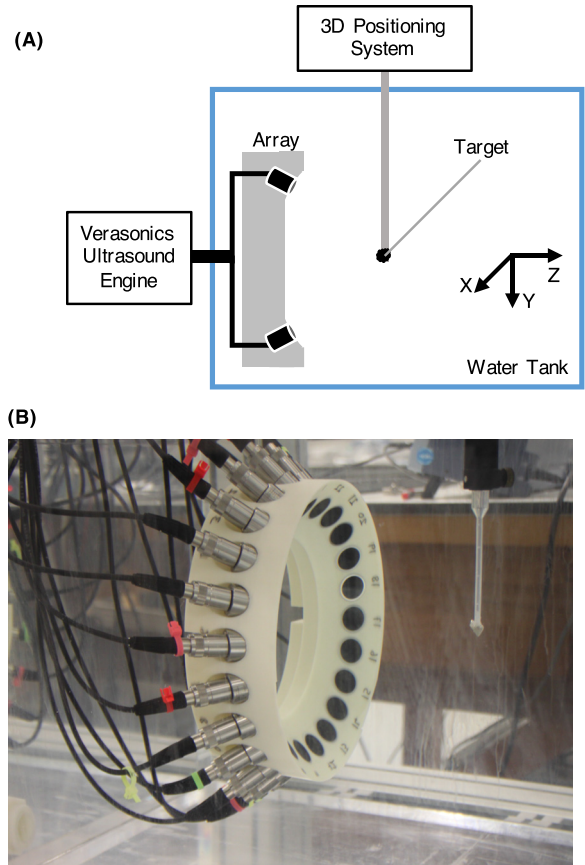 (A)
3D Positioning
System
Array
Target
Verasonics
Ultrasound
Engine
X
Y
Z
Water Tank
(B)